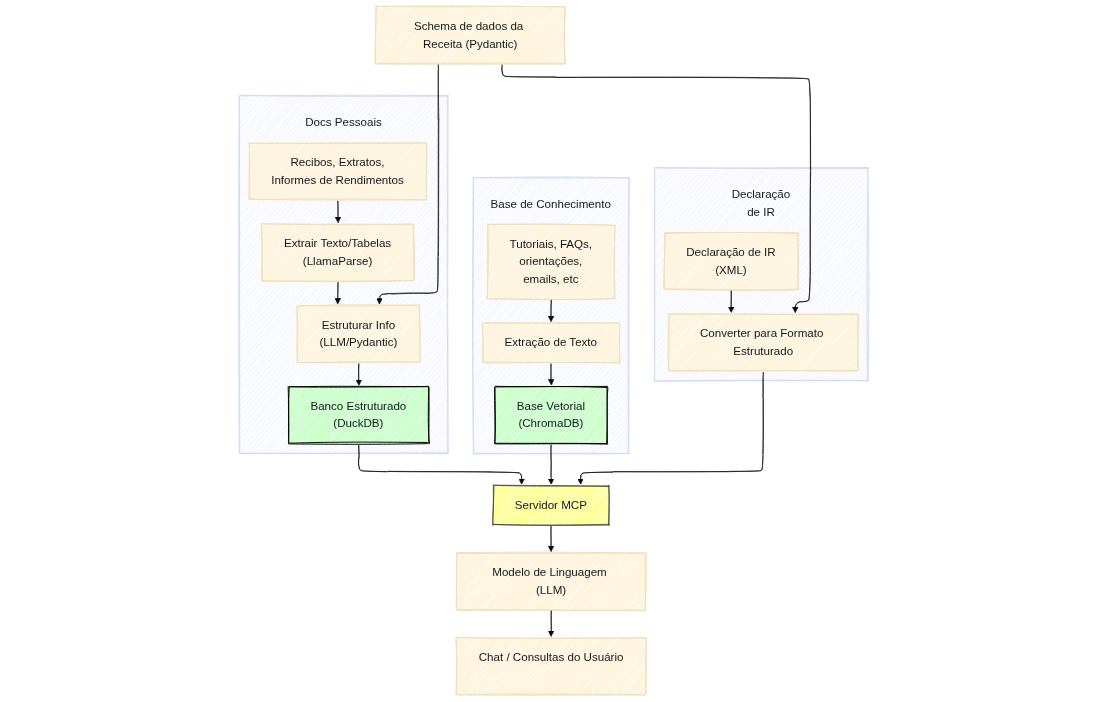 Schema de dados da
Receita (Pydantic)
Docs Pessoais
Recibos, Extratos,
Informes de Rendimentos
Extrair Texto/Tabelas
(LlamaParse)
Estruturar Info
(LLM/Pydantic)
Banco Estruturado
(DuckDB)
Base de Conhecimento
Tutoriais, FAQs,
orientações,
emails, etc
Extração de Texto
Base Vetorial
(ChromaDB)
Declaração
de IR
Declaração de IR
(XML)
Converter para Formato
Estruturado
Servidor MCP
Modelo de Linguagem
(LLM)
Chat / Consultas do Usuário